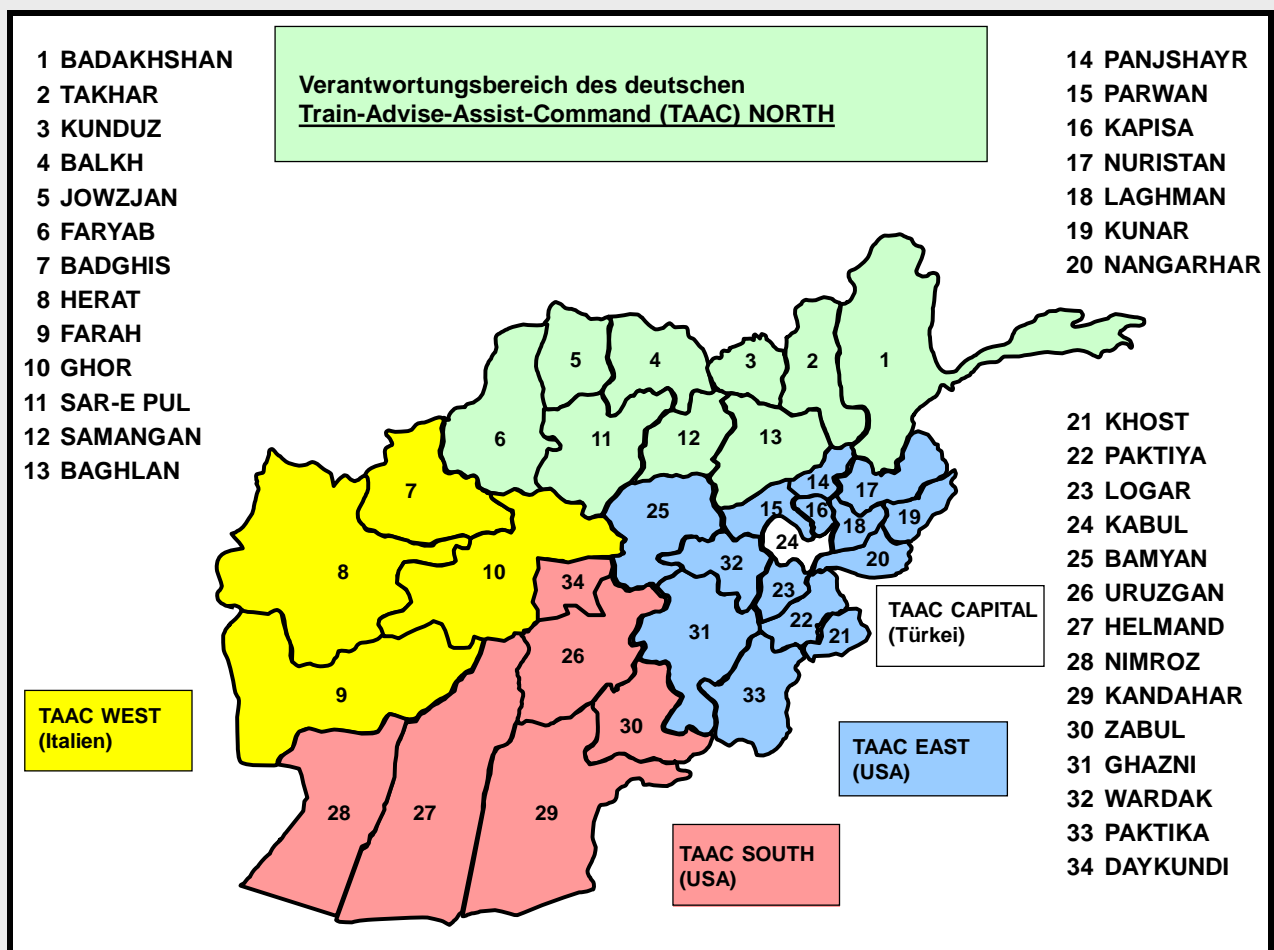 1 BADAKHSHAN
2 TAKHAR
3 KUNDUZ
4 BALKH
5 JOWZJAN
6 FARYAB
7 BADGHIS
8 HERAT
9 FARAH
10 GHOR
11 SAR-E PUL
12 SAMANGAN
13 BAGHLAN
Verantwortungsbereich des deutschen
Train-Advise-Assist-Command (TAAC) NORTH
14 PANJSHAYR
15 PARWAN
16 KAPISA
17 NURISTAN
18 LAGHMAN
19 KUNAR
20 NANGARHAR
21 KHOST
22 PAKTIYA
23 LOGAR
24 KABUL
25 BAMYAN
26 URUZGAN
27 HELMAND
28 NIMROZ
29 KANDAHAR
30 ZABUL
31 GHAZNI
32 WARDAK
33 PAKTIKA
34 DAYKUNDI
1
2
3
4
5
6
11
12
13
7
8
10
9
25
14
17
15
16
18
19
24
20
32
23
22
21
31
33
34
26
30
28
27
29
TAAC CAPITAL
(Türkei)
TAAC WEST
(Italien)
TAAC EAST
(USA)
TAAC SOUTH
(USA)